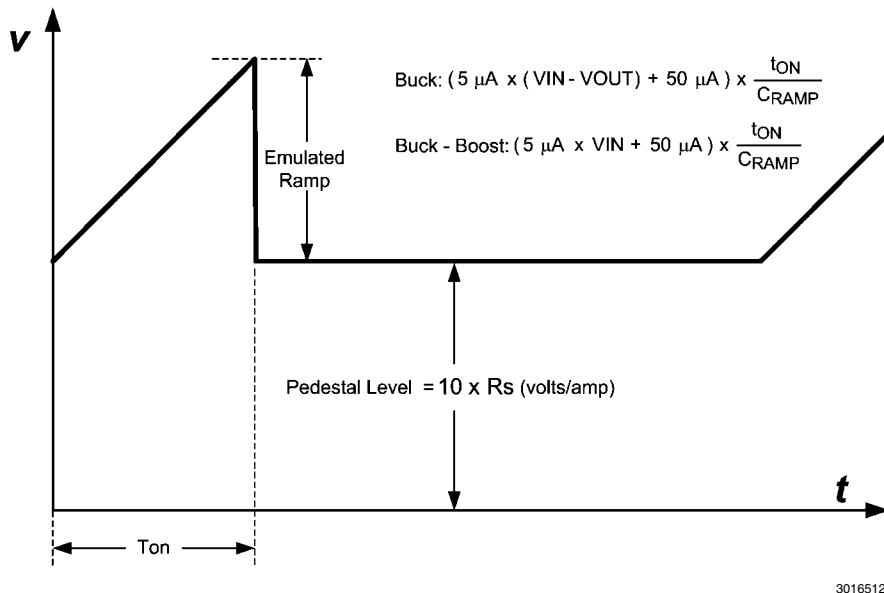 v
Buck: ( 5 μA x ( VIN - VOUT) + 50 μA ) x tON
CRAMP
Buck - Boost: ( 5 μA x VIN + 50 μA ) x tON
CRAMP
Emulated
Ramp
Pedestal Level = 10 x Rs (volts/amp)
t
Ton
3016512